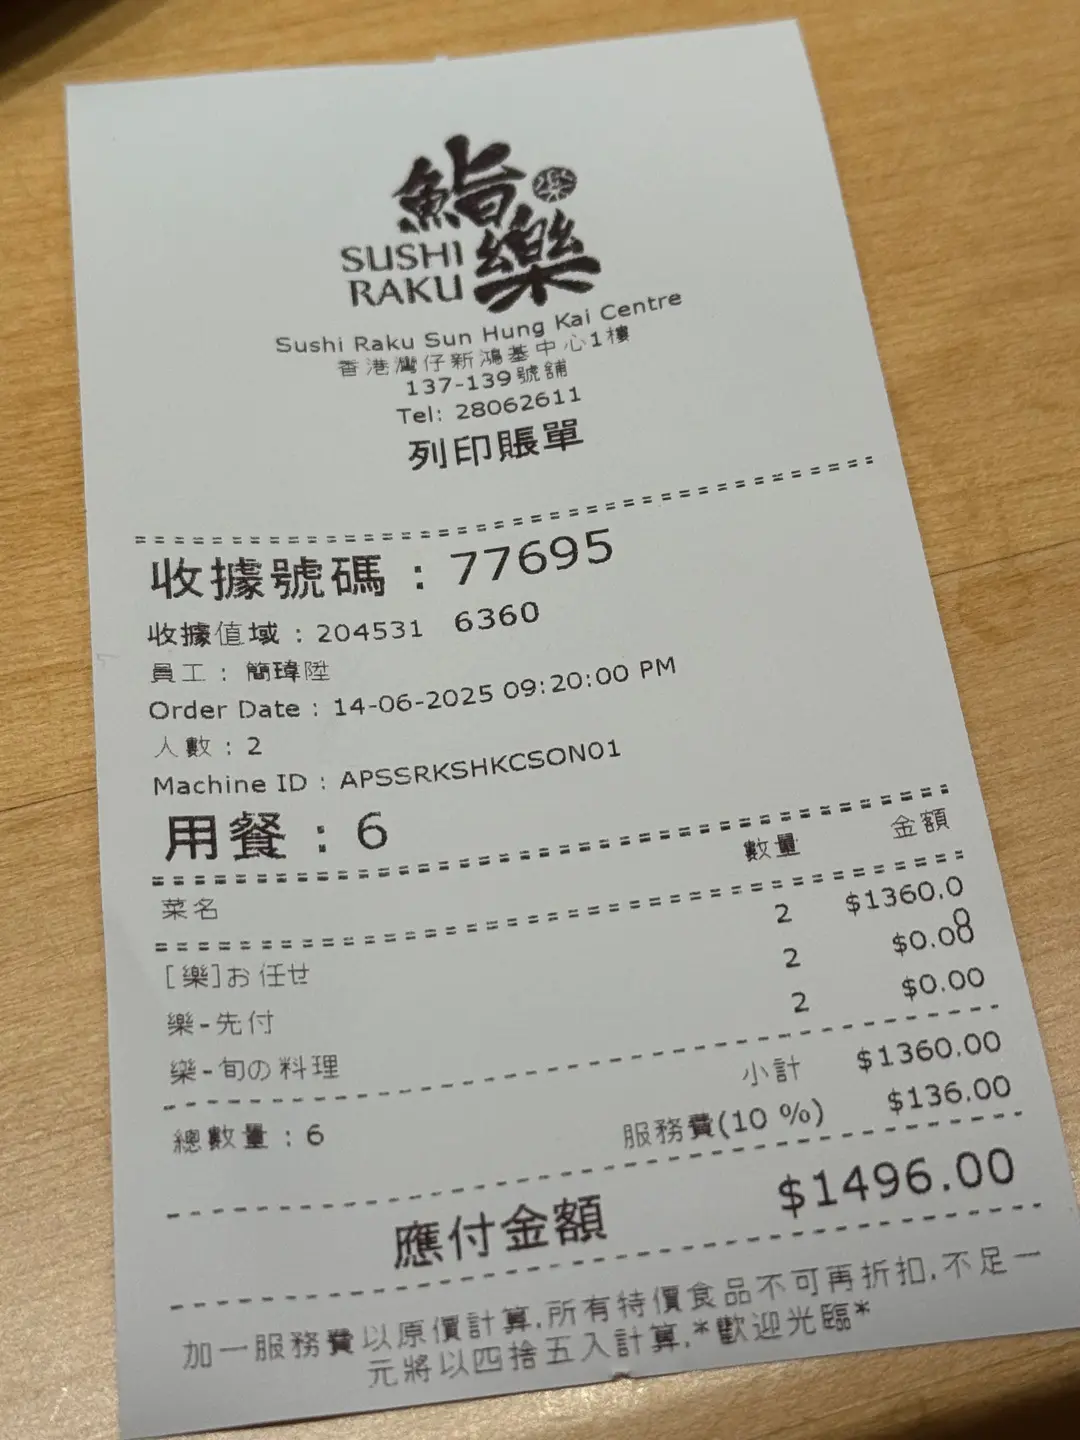 鮨樂
SUSHI
RAKU
Sushi Raku Sun Hung Kai Centre
香港灣仔新鴻基中心1樓
137-139號舖
Tel: 28062611
列印賬單
收據號碼 : 77695
收據值域 : 204531 6360
員工 : 簡瑋陞
Order Date : 14-06-2025 09:20:00 PM
人數 : 2
Machine ID : APSSRKSHKCSON01
用餐 : 6
菜名 數量 金額
[樂]お任せ 2 $1360.00
樂-先付 2 $0.00
樂-旬の料理 2 $0.00
總數量 : 6 小計 $1360.00
服務費(10 %) $136.00
應付金額 $1496.00
加一服務費以原價計算,所有特價食品不可再折扣,不足一
元將以四捨五入計算,*歡迎光臨*